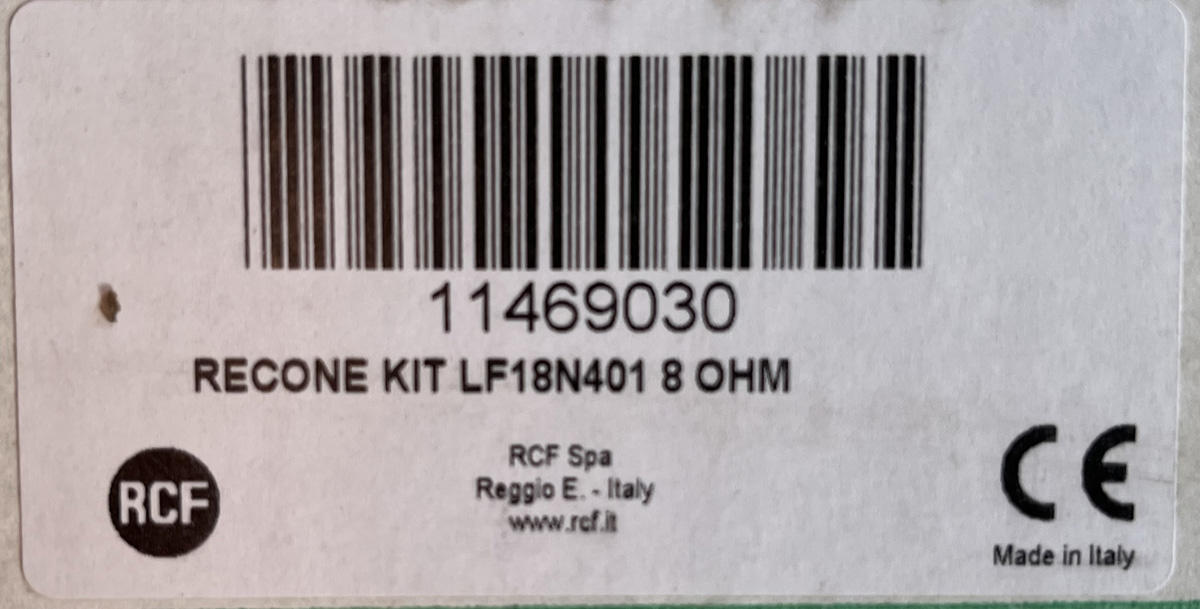 11469030
RECONE KIT LF18N401 8 OHM
RCF
RCF Spa
Reggio E. - Italy
www.rcf.it
CE
Made in Italy